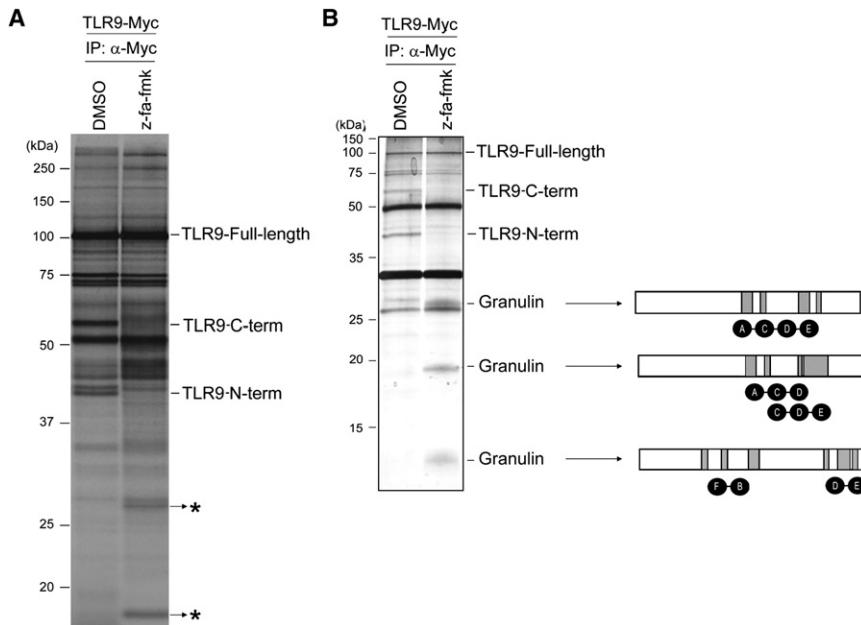 A
TLR9-Myc
IP: α-Myc
DMSO
z-fa-fmk
(kDa)
250
150
100
75
50
37
25
20
TLR9-Full-length
TLR9-C-term
TLR9-N-term
*
*
B
TLR9-Myc
IP: α-Myc
DMSO
z-fa-fmk
(kDa)
150
100
75
50
35
25
20
15
TLR9-Full-length
TLR9-C-term
TLR9-N-term
Granulin
Granulin
Granulin
A C D E
A C D
C D E
F B
D E